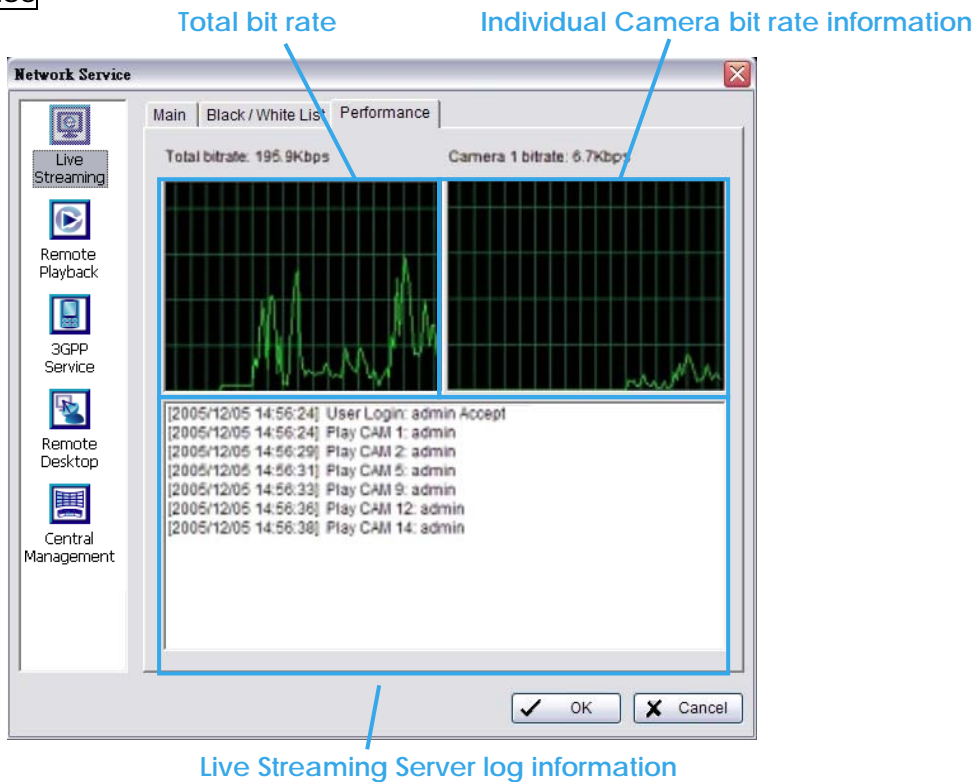 Total bit rate
Individual Camera bit rate information
Network Service
Main
Black / White List
Performance
Live
Streaming
Remote
Playback
3GPP
Service
Remote
Desktop
Central
Management
Total bitrate: 195.9Kbps
Camera 1 bitrate: 6.7Kbps
[2005/12/05 14:56:24] User Login: admin Accept
[2005/12/05 14:56:24] Play CAM 1: admin
[2005/12/05 14:56:29] Play CAM 2: admin
[2005/12/05 14:56:31] Play CAM 5: admin
[2005/12/05 14:56:33] Play CAM 9: admin
[2005/12/05 14:56:36] Play CAM 12: admin
[2005/12/05 14:56:38] Play CAM 14: admin
OK
Cancel
Live Streaming Server log information